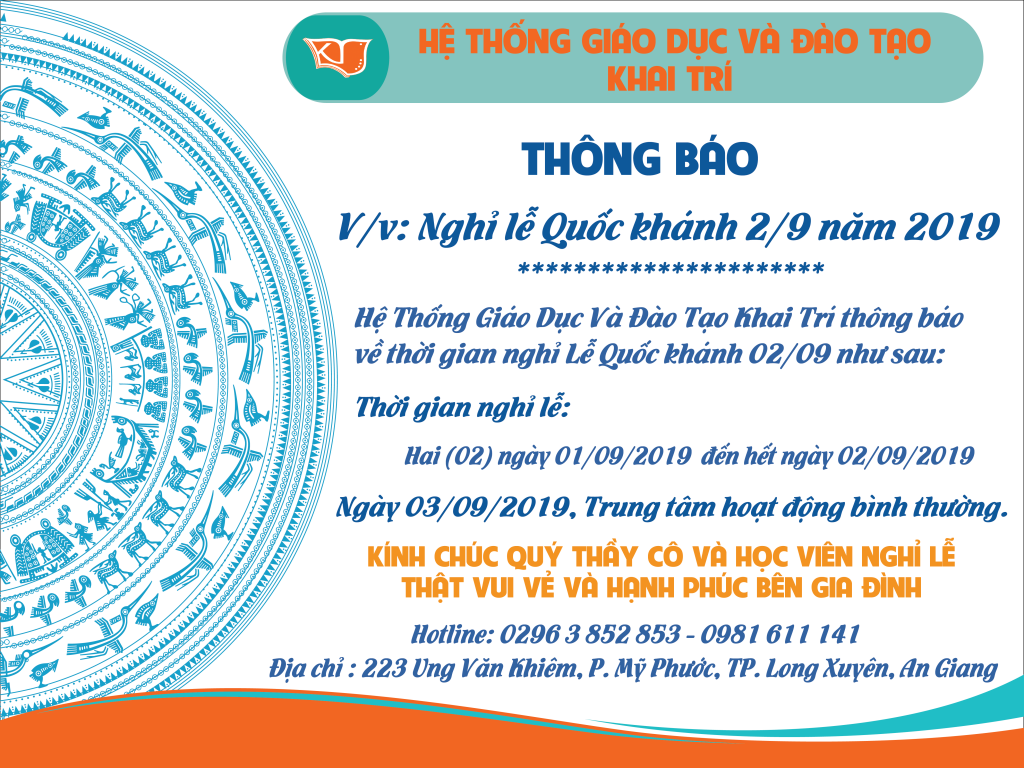 K
HỆ THỐNG GIÁO DỤC VÀ ĐÀO TẠO
KHAI TRÍ
THÔNG BÁO
V/v: Nghỉ lễ Quốc khánh 2/9 năm 2019
**********************
Hệ Thống Giáo Dục Và Đào Tạo Khai Trí thông báo
về thời gian nghỉ Lễ Quốc khánh 02/09 như sau:
Thời gian nghỉ lễ:
Hai (02) ngày 01/09/2019 đến hết ngày 02/09/2019
Ngày 03/09/2019, Trung tâm hoạt động bình thường.
KÍNH CHÚC QUÝ THẦY CÔ VÀ HỌC VIÊN NGHỈ LỄ
THẬT VUI VẺ VÀ HẠNH PHÚC BÊN GIA ĐÌNH
Hotline: 0296 3 852 853 - 0981 611 141
Địa chỉ : 223 Ung Văn Khiêm, P. Mỹ Phước, TP. Long Xuyên, An Giang